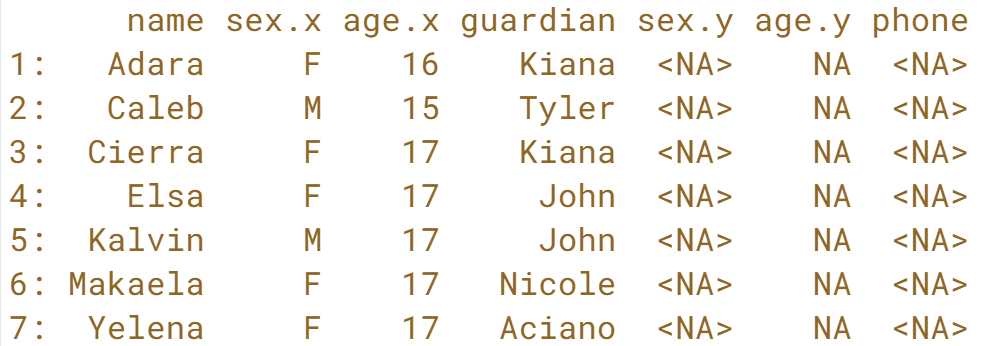 name sex.x age.x guardian sex.y age.y phone
1: Adara F 16 Kiana <NA> NA <NA>
2: Caleb M 15 Tyler <NA> NA <NA>
3: Cierra F 17 Kiana <NA> NA <NA>
4: Elsa F 17 John <NA> NA <NA>
5: Kalvin M 17 John <NA> NA <NA>
6: Makaela F 17 Nicole <NA> NA <NA>
7: Yelena F 17 Aciano <NA> NA <NA>